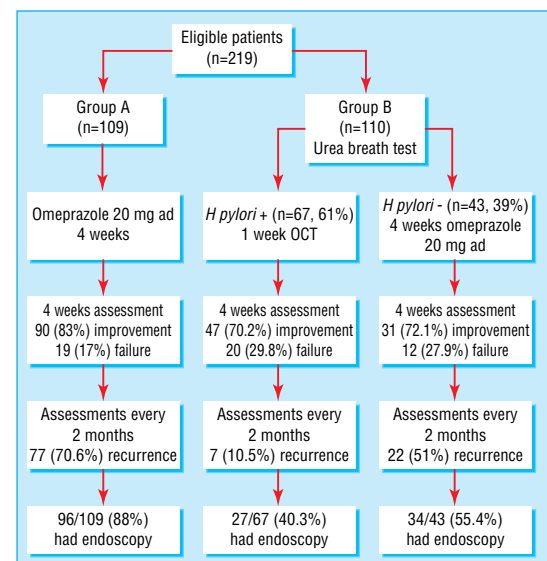 Eligible patients
(n=219)
Group A
(n=109)
Group B
(n=110)
Urea breath test
Omeprazole 20 mg ad
4 weeks
H pylori + (n=67, 61%)
1 week OCT
H pylori - (n=43, 39%)
4 weeks omeprazole
20 mg ad
4 weeks assessment
90 (83%) improvement
19 (17%) failure
4 weeks assessment
47 (70.2%) improvement
20 (29.8%) failure
4 weeks assessment
31 (72.1%) improvement
12 (27.9%) failure
Assessments every
2 months
77 (70.6%) recurrence
Assessments every
2 months
7 (10.5%) recurrence
Assessments every
2 months
22 (51%) recurrence
96/109 (88%)
had endoscopy
27/67 (40.3%)
had endoscopy
34/43 (55.4%)
had endoscopy